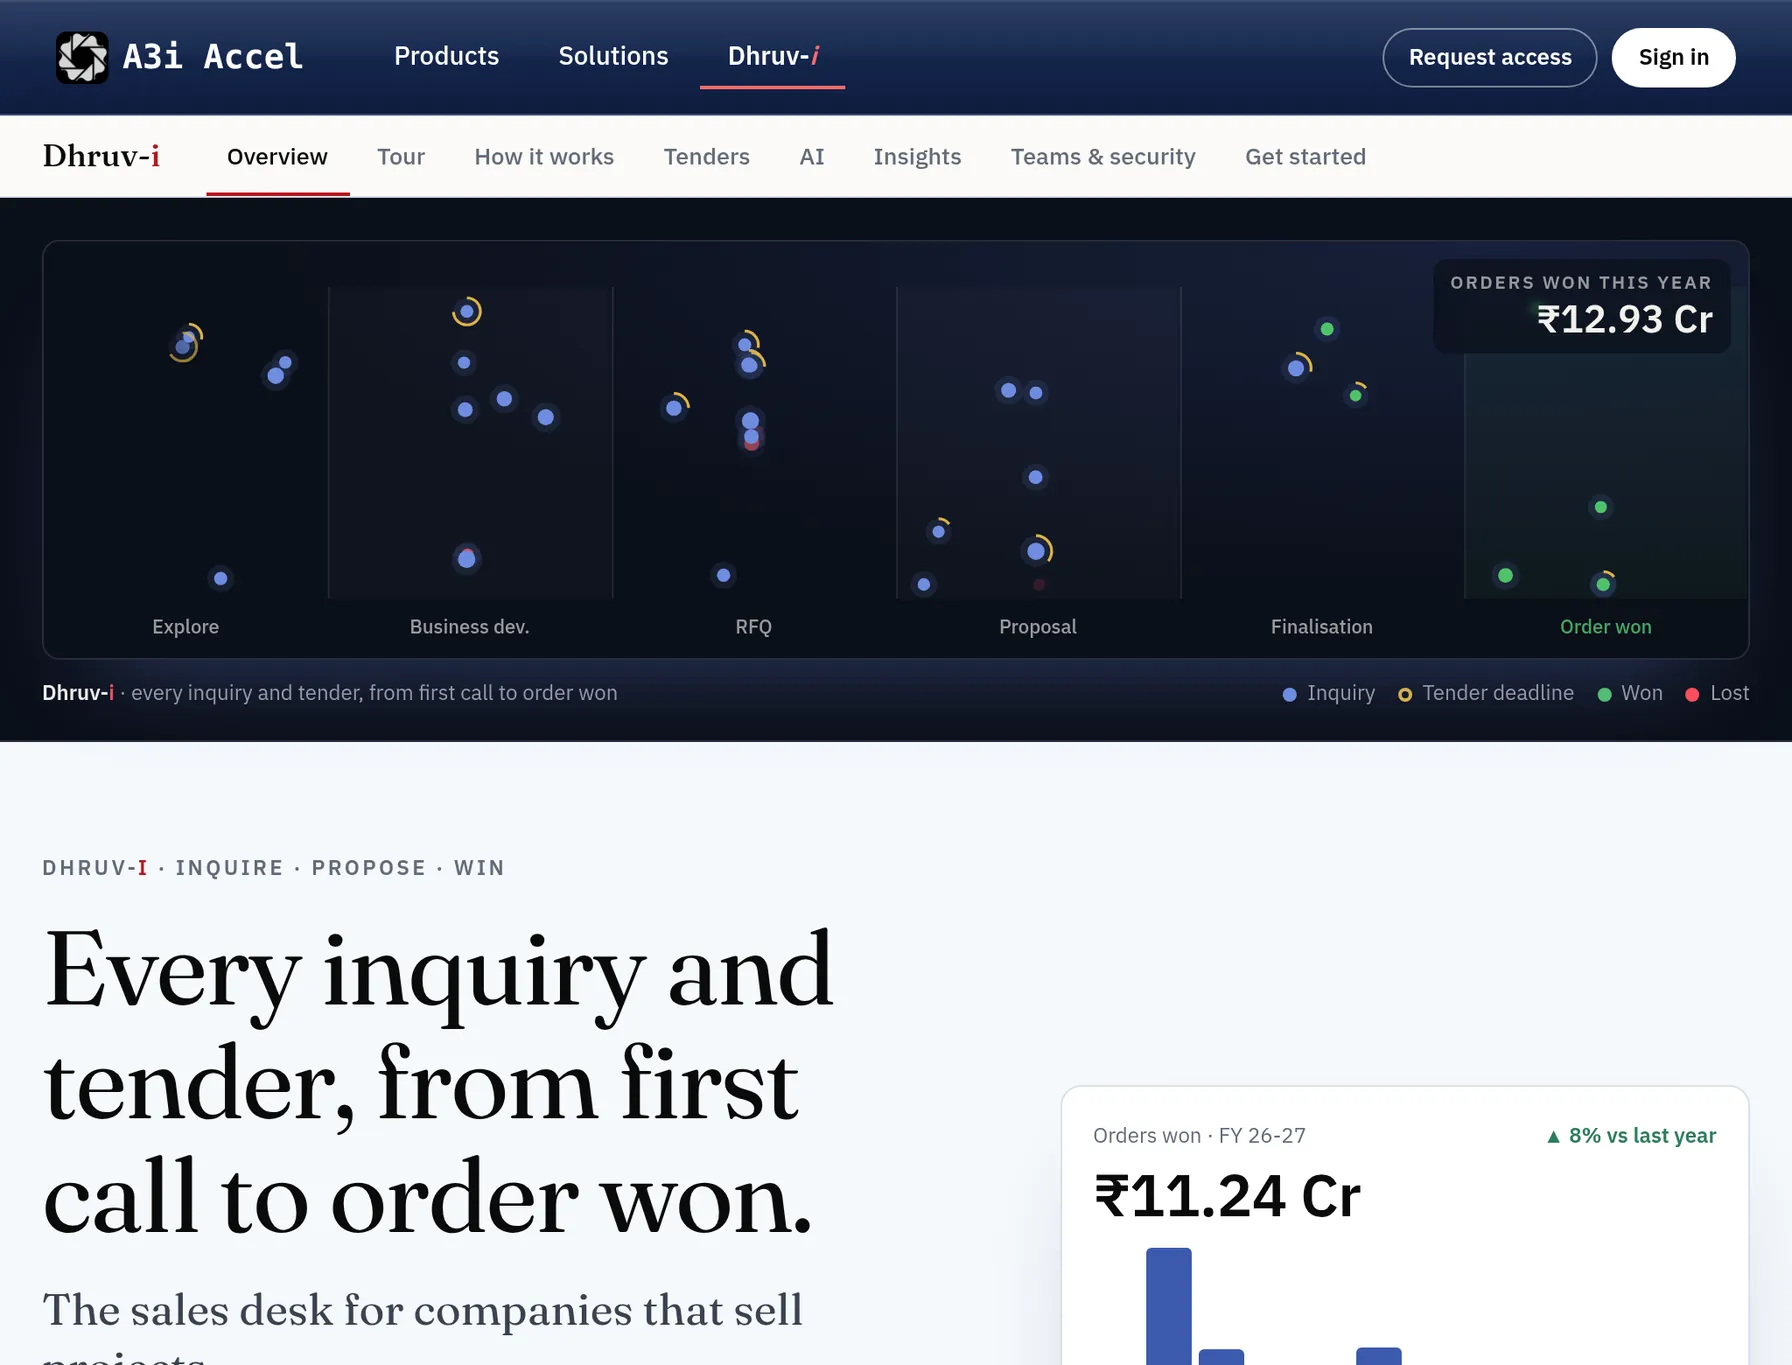 A3i Accel
Products
Solutions
Dhruv-i
Request access
Sign in
Dhruv-i
Overview
Tour
How it works
Tenders
AI
Insights
Teams & security
Get started
ORDERS WON THIS YEAR
₹12.93 Cr
Explore
Business dev.
RFQ
Proposal
Finalisation
Order won
Dhruv-i · every inquiry and tender, from first call to order won
Inquiry
Tender deadline
Won
Lost
DHRUV-I · INQUIRE · PROPOSE · WIN
Every inquiry and
tender, from first
call to order won.
The sales desk for companies that sell
projects.
Orders won · FY 26-27
▲ 8% vs last year
₹11.24 Cr